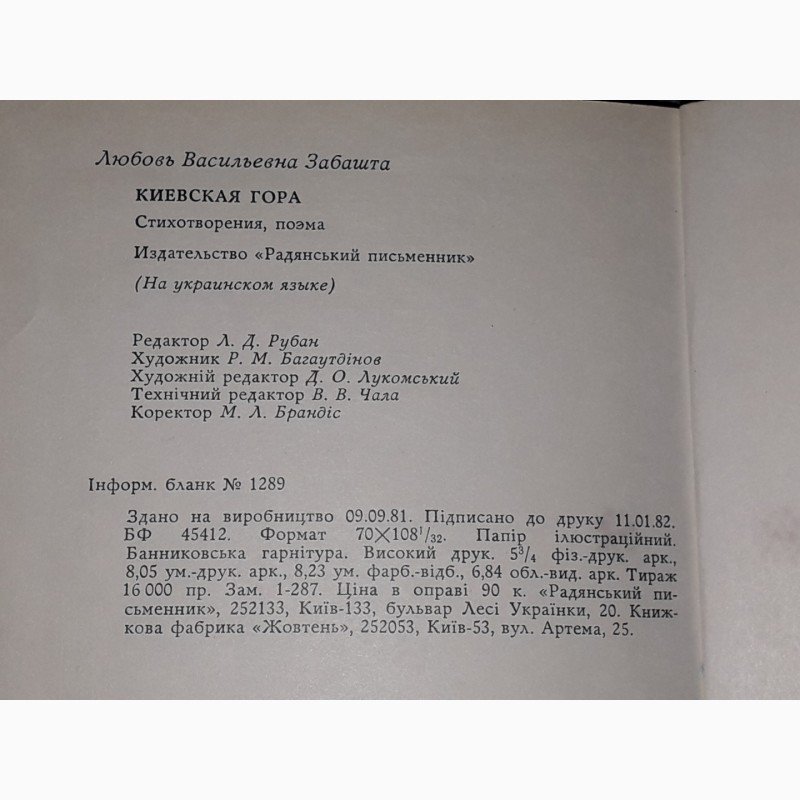 Любовь Васильевна Забашта
КИЕВСКАЯ ГОРА
Стихотворения, поэма
Издательство «Радянський письменник»
(На украинском языке)
Редактор Л. Д. Рубан
Художник Р. М. Багаутдінов
Художній редактор Д. О. Лукомський
Технічний редактор В. В. Чала
Коректор М. Л. Брандіс
Інформ. бланк № 1289
Здано на виробництво 09.09.81. Підписано до друку 11.01.82.
БФ 45412. Формат 70×108¹/₃₂. Папір ілюстраційний.
Банниковська гарнітура. Високий друк. 5³/₄ фіз.-друк. арк.,
8,05 ум.-друк. арк., 8,23 ум. фарб.-відб., 6,84 обл.-вид. арк. Тираж
16 000 пр. Зам. 1-287. Ціна в оправі 90 к. «Радянський пи-
сьменник», 252133, Київ-133, бульвар Лесі Українки, 20. Книж-
кова фабрика «Жовтень», 252053, Київ-53, вул. Артема, 25.